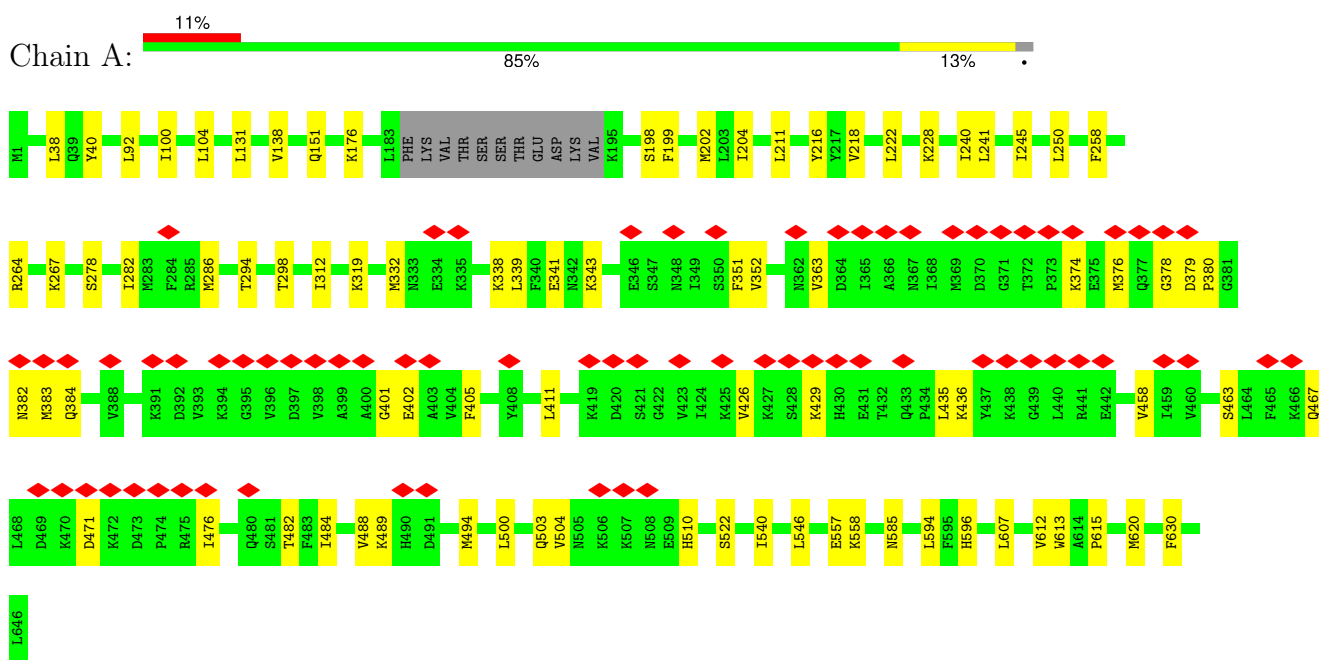 11%
Chain A:
85% 13% •
M1 L38 Q39 Y40 L92 I100 L104 L131 V138 Q151 K176 L183 PHE LYS VAL THR SER SER THR GLU ASP LYS VAL K195 S198 F199 M202 L203 I204 L211 Y216 Y217 V218 L222 K228 I240 L241 I245 L250 F258
R264 K267 S278 I282 M283 F284 R285 M286 T294 T298 I312 K319 M332 N333 E334 K335 K338 L339 F340 E341 N342 K343 E346 S347 N348 I349 S350 F351 V352 N362 V363 D364 I365 A366 N367 I368 M369 D370 G371 T372 P373 K374 E375 M376 Q377 G378 D379 P380 G381
N382 M383 Q384 V388 K391 D392 V393 K394 G395 V396 D397 V398 A399 A400 G401 E402 A403 V404 F405 Y408 L411 K419 D420 S421 G422 V423 I424 K425 V426 K427 S428 K429 H430 E431 T432 Q433 P434 L435 K436 Y437 K438 G439 L440 R441 E442 V458 I459 V460 S463 L464 F465 K466 Q467
L468 D469 K470 D471 K472 D473 P474 R475 I476 Q480 S481 T482 F483 I484 V488 K489 H490 D491 M494 L500 Q503 V504 N505 K506 K507 N508 E509 H510 S522 I540 L546 E557 K558 N585 L594 F595 H596 L607 V612 W613 A614 P615 M620 F630
L646